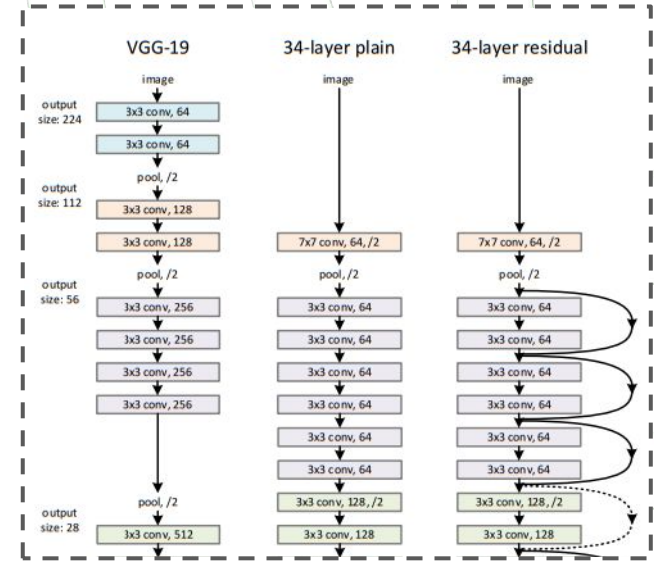 VGG-19
34-layer plain
34-layer residual
image
image
image
output
size: 224
3x3 conv, 64
3x3 conv, 64
pool, /2
output
size: 112
3x3 conv, 128
3x3 conv, 128
7x7 conv, 64, /2
7x7 conv, 64, /2
pool, /2
pool, /2
pool, /2
output
size: 56
3x3 conv, 256
3x3 conv, 64
3x3 conv, 64
3x3 conv, 256
3x3 conv, 64
3x3 conv, 64
3x3 conv, 256
3x3 conv, 64
3x3 conv, 64
3x3 conv, 256
3x3 conv, 64
3x3 conv, 64
3x3 conv, 64
3x3 conv, 64
3x3 conv, 64
3x3 conv, 64
pool, /2
3x3 conv, 128, /2
3x3 conv, 128, /2
output
size: 28
3x3 conv, 512
3x3 conv, 128
3x3 conv, 128